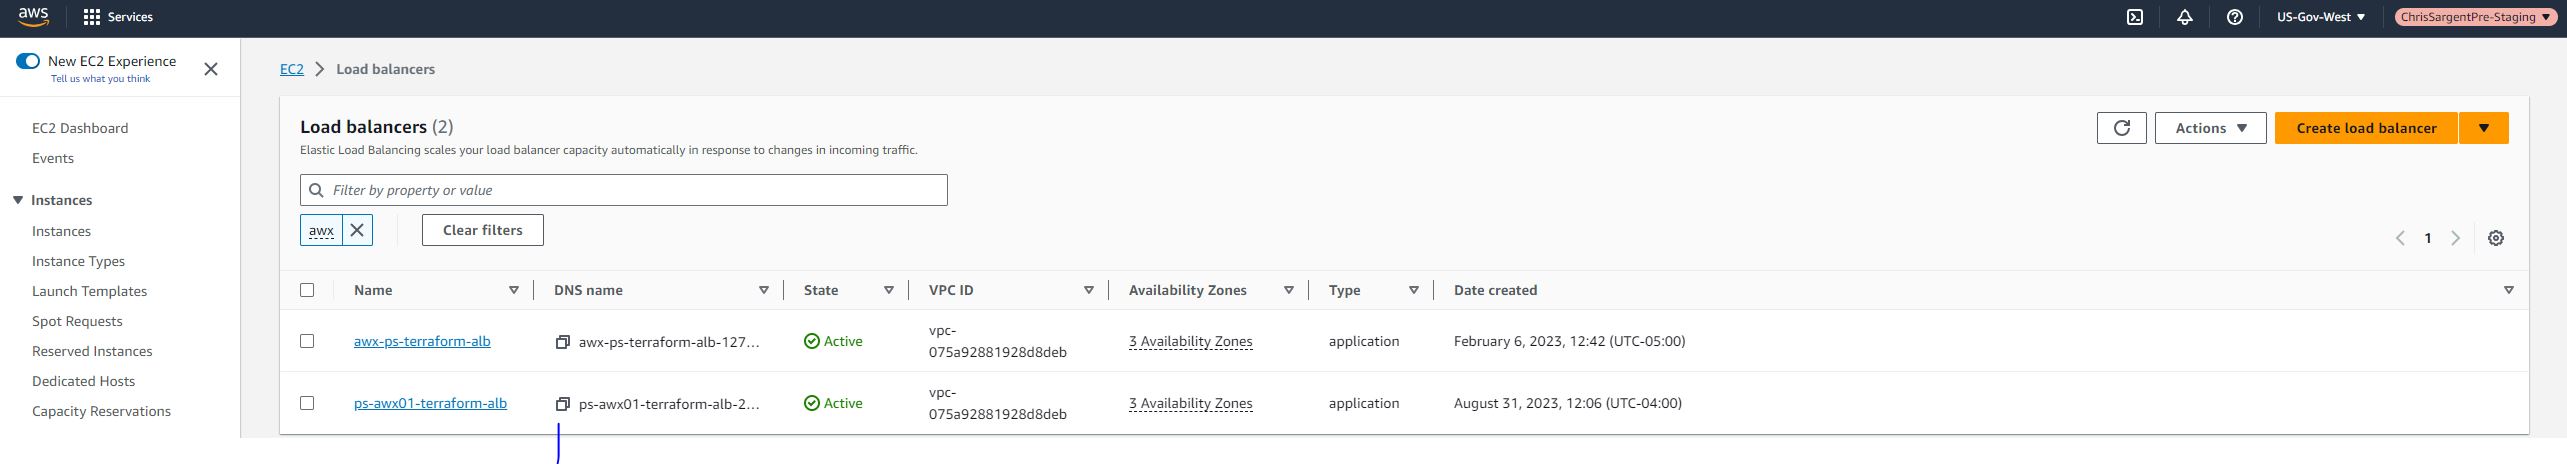 aws Services US-Gov-West ChrisSargentPre-Staging
New EC2 Experience
Tell us what you think
EC2 Dashboard
Events
Instances
Instances
Instance Types
Launch Templates
Spot Requests
Reserved Instances
Dedicated Hosts
Capacity Reservations
EC2 Load balancers
Load balancers (2)
Elastic Load Balancing scales your load balancer capacity automatically in response to changes in incoming traffic.
Actions
Create load balancer
Filter by property or value
awx Clear filters
1
Name DNS name State VPC ID Availability Zones Type Date created
awx-ps-terraform-alb awx-ps-terraform-alb-127... Active vpc-
075a92881928d8deb 3 Availability Zones application February 6, 2023, 12:42 (UTC-05:00)
ps-awx01-terraform-alb ps-awx01-terraform-alb-2... Active vpc-
075a92881928d8deb 3 Availability Zones application August 31, 2023, 12:06 (UTC-04:00)